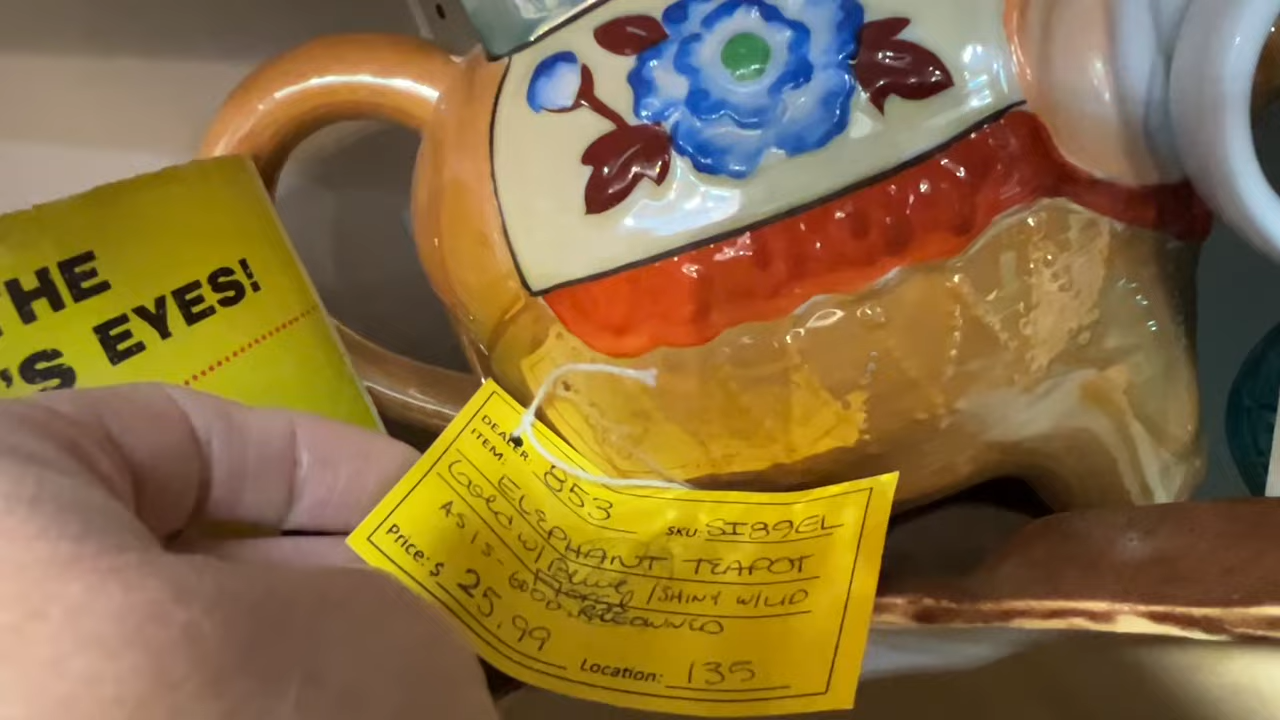 THE
'S EYES!
DEALER: 853 SKU: SI89EL
ITEM: ELEPHANT TEAPOT
Gold w/ Blue /SHINY W/LID
AS IS - GOOD PREOWNED
Price: $ 25.99 Location: 135